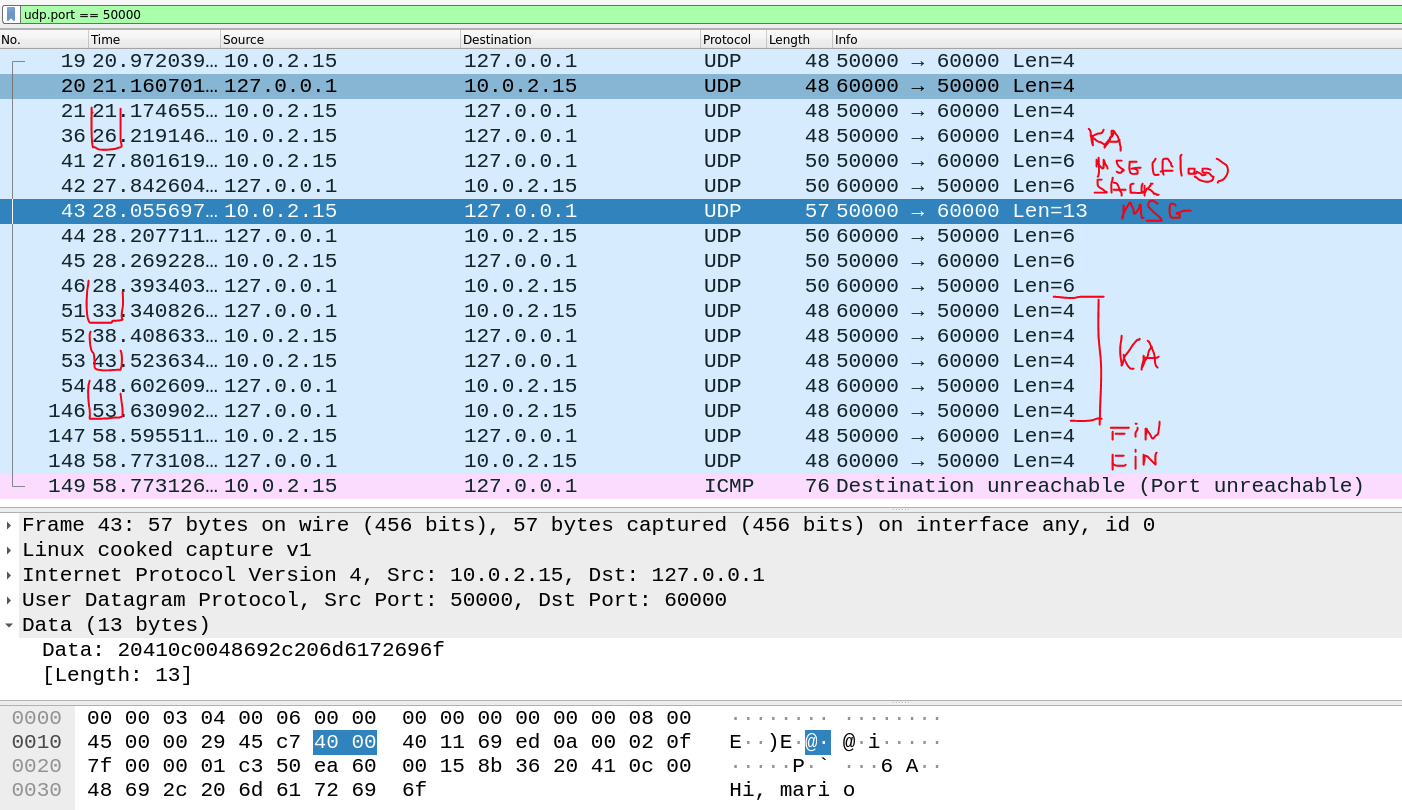 udp.port == 50000
No. Time Source Destination Protocol Length Info
19 20.972039… 10.0.2.15 127.0.0.1 UDP 48 50000 → 60000 Len=4
20 21.160701… 127.0.0.1 10.0.2.15 UDP 48 60000 → 50000 Len=4
21 21.174655… 10.0.2.15 127.0.0.1 UDP 48 50000 → 60000 Len=4
36 26.219146… 10.0.2.15 127.0.0.1 UDP 48 50000 → 60000 Len=4 KA
41 27.801619… 10.0.2.15 127.0.0.1 UDP 50 50000 → 60000 Len=6 MSG (flag)
42 27.842604… 127.0.0.1 10.0.2.15 UDP 50 60000 → 50000 Len=6 SACK
43 28.055697… 10.0.2.15 127.0.0.1 UDP 57 50000 → 60000 Len=13 MSG
44 28.207711… 127.0.0.1 10.0.2.15 UDP 50 60000 → 50000 Len=6
45 28.269228… 127.0.0.1 10.0.2.15 UDP 50 50000 → 60000 Len=6
46 28.393403… 127.0.0.1 10.0.2.15 UDP 50 60000 → 50000 Len=6
51 33.340826… 127.0.0.1 10.0.2.15 UDP 48 60000 → 50000 Len=4
52 38.408633… 10.0.2.15 127.0.0.1 UDP 48 50000 → 60000 Len=4
53 43.523634… 10.0.2.15 127.0.0.1 UDP 48 50000 → 60000 Len=4 KA
54 48.602609… 127.0.0.1 10.0.2.15 UDP 48 60000 → 50000 Len=4
146 53.630902… 127.0.0.1 10.0.2.15 UDP 48 60000 → 50000 Len=4
147 58.595511… 10.0.2.15 127.0.0.1 UDP 48 50000 → 60000 Len=4 FiN
148 58.773108… 127.0.0.1 10.0.2.15 UDP 48 60000 → 50000 Len=4 FiN
149 58.773126… 10.0.2.15 127.0.0.1 ICMP 76 Destination unreachable (Port unreachable)
Frame 43: 57 bytes on wire (456 bits), 57 bytes captured (456 bits) on interface any, id 0
Linux cooked capture v1
Internet Protocol Version 4, Src: 10.0.2.15, Dst: 127.0.0.1
User Datagram Protocol, Src Port: 50000, Dst Port: 60000
Data (13 bytes)
Data: 20410c0048692c206d6172696f
[Length: 13]
0000 00 00 03 04 00 06 00 00 00 00 00 00 00 00 08 00 ········ ········
0010 45 00 00 29 45 c7 40 00 40 11 69 ed 0a 00 02 0f E··)E·@· @·i·····
0020 7f 00 00 01 c3 50 ea 60 00 15 8b 36 20 41 0c 00 ·····P·` ···6 A··
0030 48 69 2c 20 6d 61 72 69 6f Hi, mari o